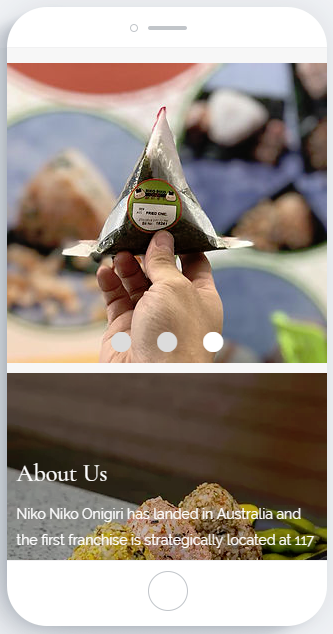 FRIED CHK.
About Us
Niko Niko Onigiri has landed in Australia and
the first franchise is strategically located at 117